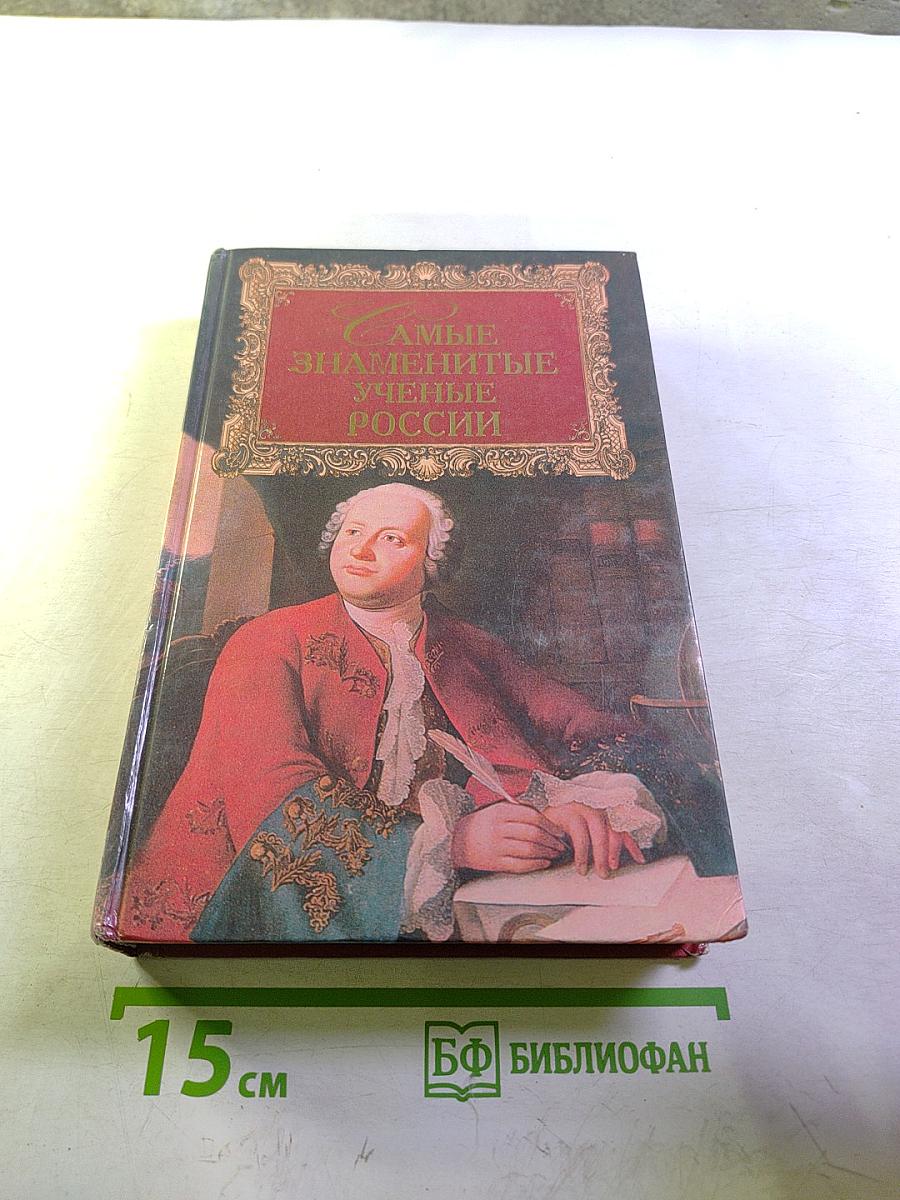 Самые
знаменитые
ученые
России
15 см
БФ БИБЛИОФАН